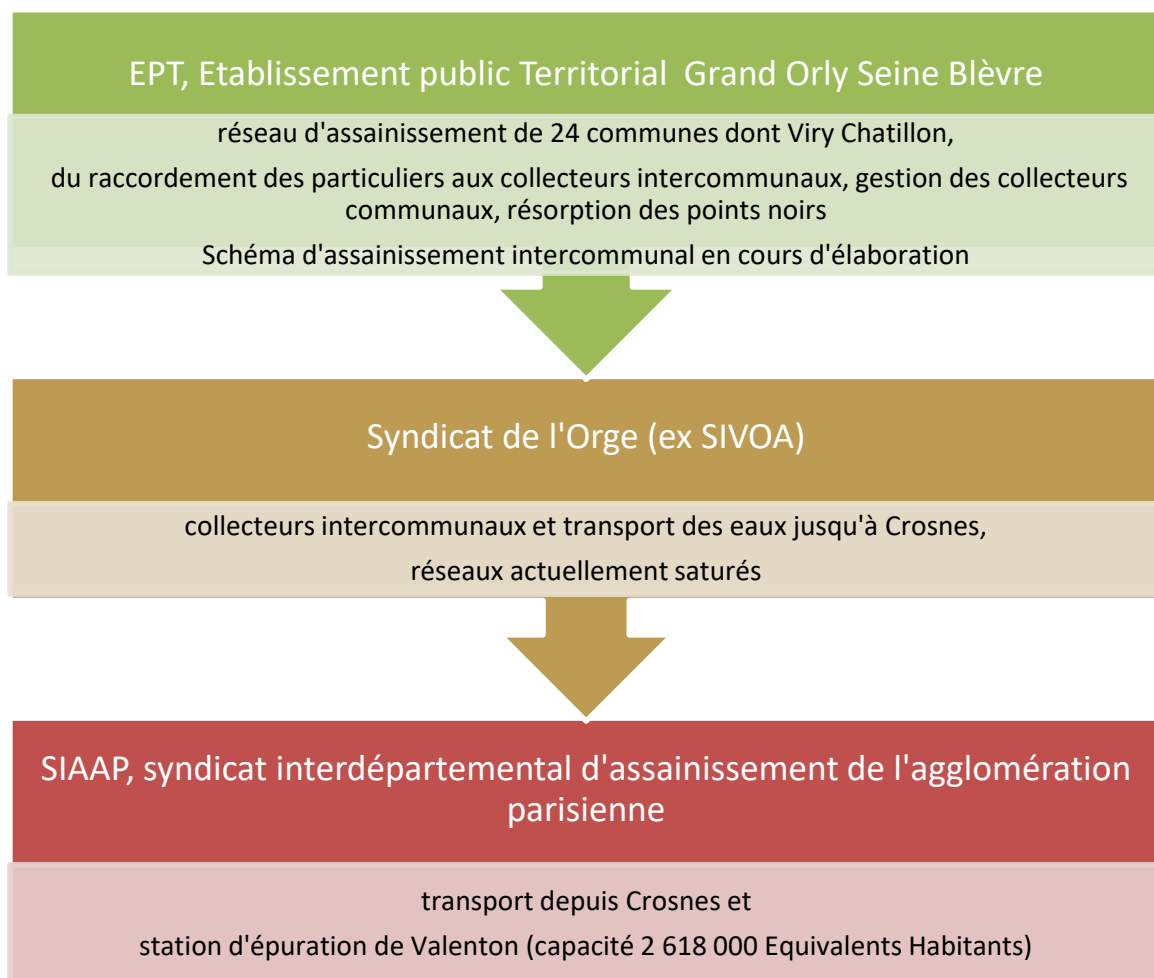 EPT, Etablissement public Territorial Grand Orly Seine Blèvre
réseau d'assainissement de 24 communes dont Viry Chatillon,
du raccordement des particuliers aux collecteurs intercommunaux, gestion des collecteurs
communaux, résorption des points noirs
Schéma d'assainissement intercommunal en cours d'élaboration
Syndicat de l'Orge (ex SIVOA)
collecteurs intercommunaux et transport des eaux jusqu'à Crosnes,
réseaux actuellement saturés
SIAAP, syndicat interdépartemental d'assainissement de l'agglomération
parisienne
transport depuis Crosnes et
station d'épuration de Valenton (capacité 2 618 000 Equivalents Habitants)